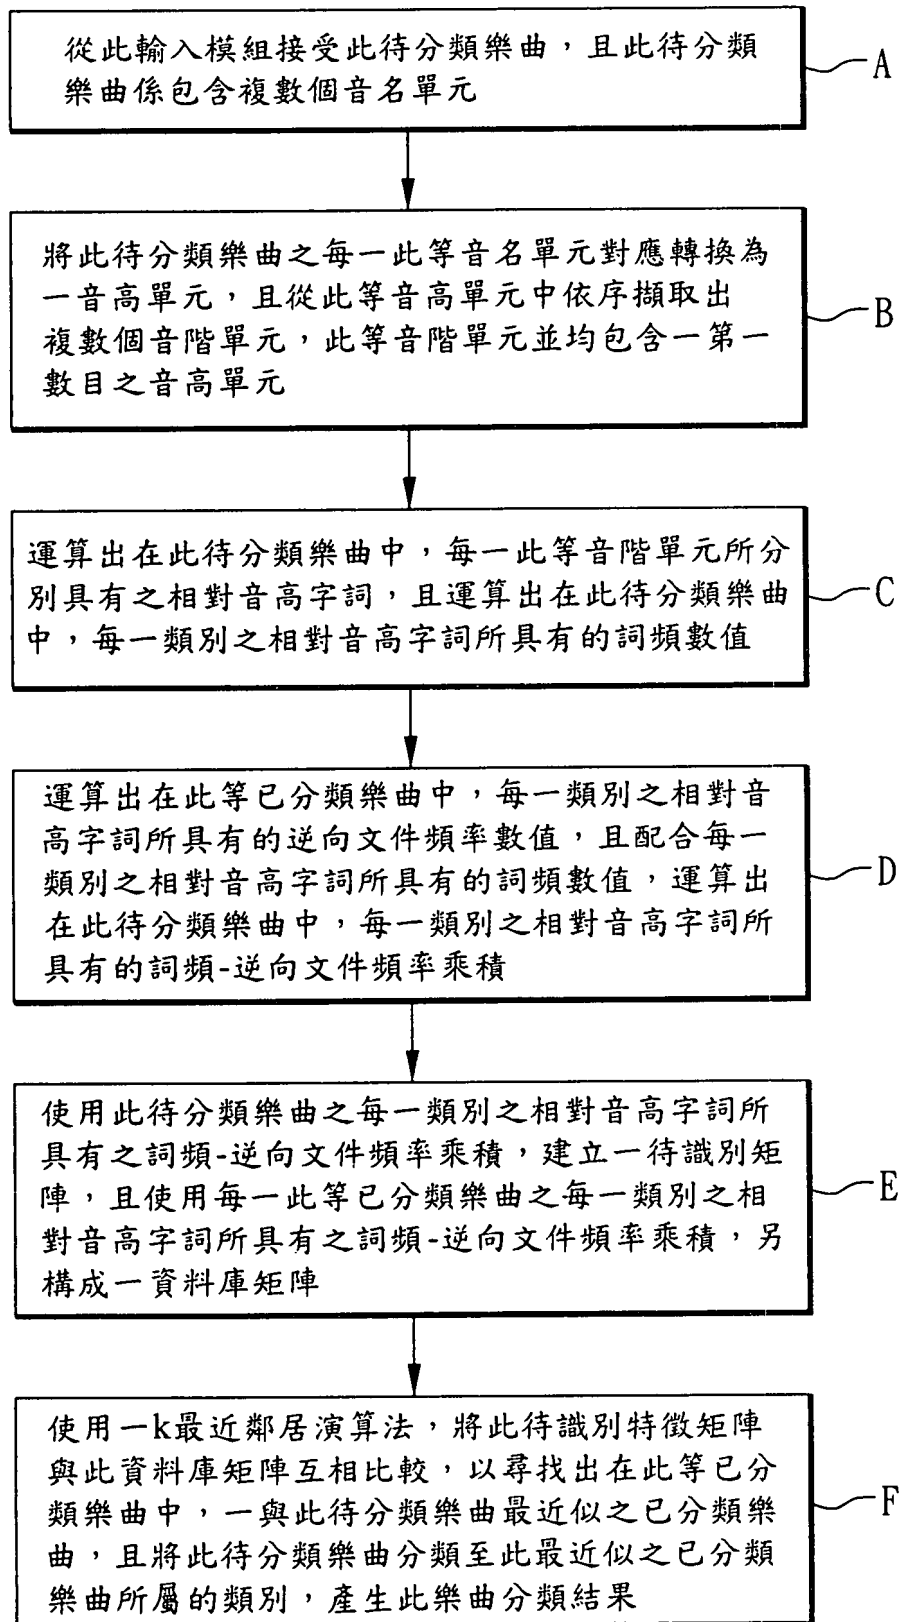 從此輸入模組接受此待分類樂曲，且此待分類
樂曲係包含複數個音名單元
A
將此待分類樂曲之每一此等音名單元對應轉換為
一音高單元，且從此等音高單元中依序擷取出
複數個音階單元，此等音階單元並均包含一第一
數目之音高單元
B
運算出在此待分類樂曲中，每一此等音階單元所分
別具有之相對音高字詞，且運算出在此待分類樂曲
中，每一類別之相對音高字詞所具有的詞頻數值
C
運算出在此等已分類樂曲中，每一類別之相對音
高字詞所具有的逆向文件頻率數值，且配合每一
類別之相對音高字詞所具有的詞頻數值，運算出
在此待分類樂曲中，每一類別之相對音高字詞所
具有的詞頻-逆向文件頻率乘積
D
使用此待分類樂曲之每一類別之相對音高字詞所
具有之詞頻-逆向文件頻率乘積，建立一待識別矩
陣，且使用每一此等已分類樂曲之每一類別之相
對音高字詞所具有之詞頻-逆向文件頻率乘積，另
構成一資料庫矩陣
E
使用一k最近鄰居演算法，將此待識別特徵矩陣
與此資料庫矩陣互相比較，以尋找出在此等已分
類樂曲中，一與此待分類樂曲最近似之已分類樂
曲，且將此待分類樂曲分類至此最近似之已分類
樂曲所屬的類別，產生此樂曲分類結果
F